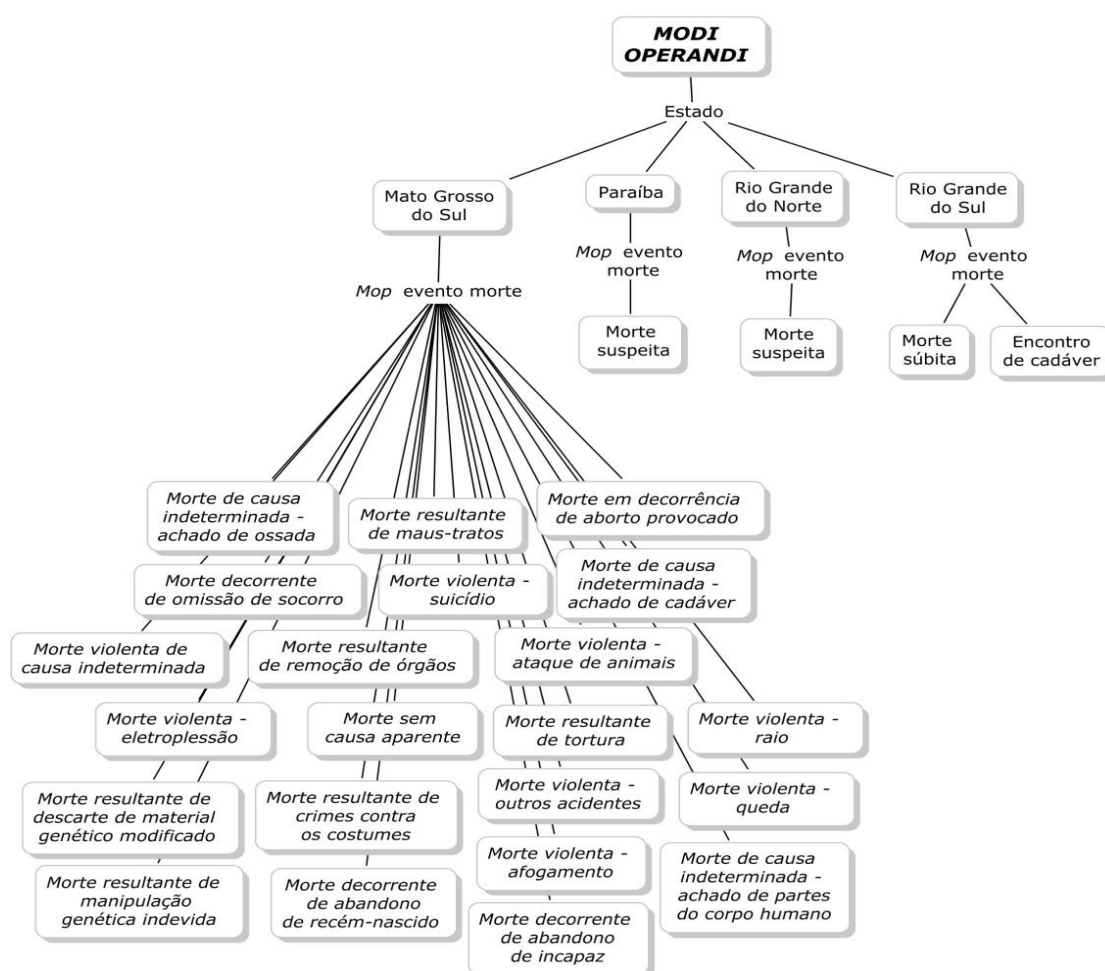 MODI
OPERANDI
Estado
Mato Grosso
do Sul
Paraíba
Rio Grande
do Norte
Rio Grande
do Sul
Mop evento morte
Mop evento
morte
Mop evento
morte
Mop evento
morte
Morte
suspeita
Morte
suspeita
Morte
súbita
Encontro
de cadáver
Morte de causa
indeterminada -
achado de ossada
Morte resultante
de maus-tratos
Morte em decorrência
de aborto provocado
Morte decorrente
de omissão de socorro
Morte violenta -
suicídio
Morte de causa
indeterminada -
achado de cadáver
Morte violenta de
causa indeterminada
Morte resultante
de remoção de órgãos
Morte violenta -
ataque de animais
Morte violenta -
eletroplessão
Morte sem
causa aparente
Morte resultante
de tortura
Morte violenta -
raio
Morte resultante de
descarte de material
genético modificado
Morte resultante de
crimes contra
os costumes
Morte violenta -
outros acidentes
Morte violenta -
queda
Morte resultante de
manipulação
genética indevida
Morte decorrente
de abandono
de recém-nascido
Morte violenta -
afogamento
Morte de causa
indeterminada -
achado de partes
do corpo humano
Morte decorrente
de abandono
de incapaz